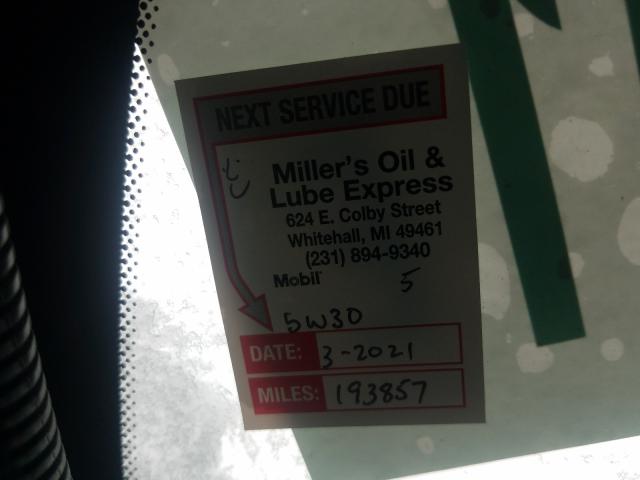 NEXT SERVICE DUE
Miller's Oil &
Lube Express
624 E. Colby Street
Whitehall, MI 49461
(231) 894-9340
Mobil 5
5W30
DATE: 3-2021
MILES: 193857